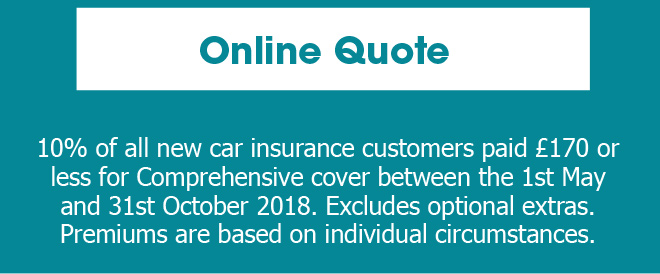 Online Quote
10% of all new car insurance customers paid £170 or
less for Comprehensive cover between the 1st May
and 31st October 2018. Excludes optional extras.
Premiums are based on individual circumstances.